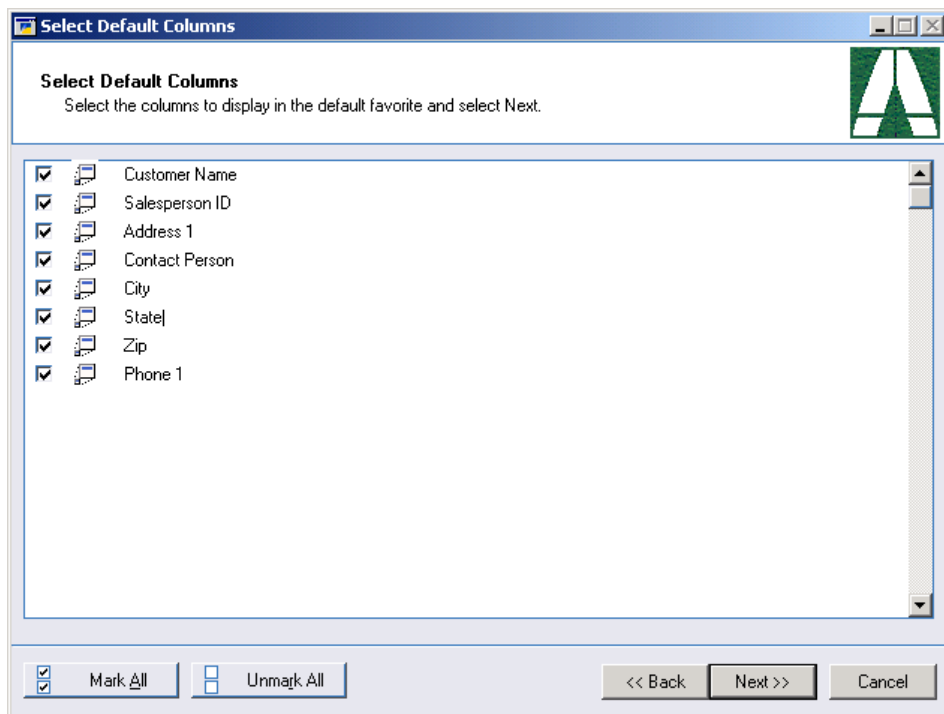 Select Default Columns
Select Default Columns
Select the columns to display in the default favorite and select Next.
Customer Name
Salesperson ID
Address 1
Contact Person
City
State
Zip
Phone 1
Mark All
Unmark All
<< Back
Next >>
Cancel